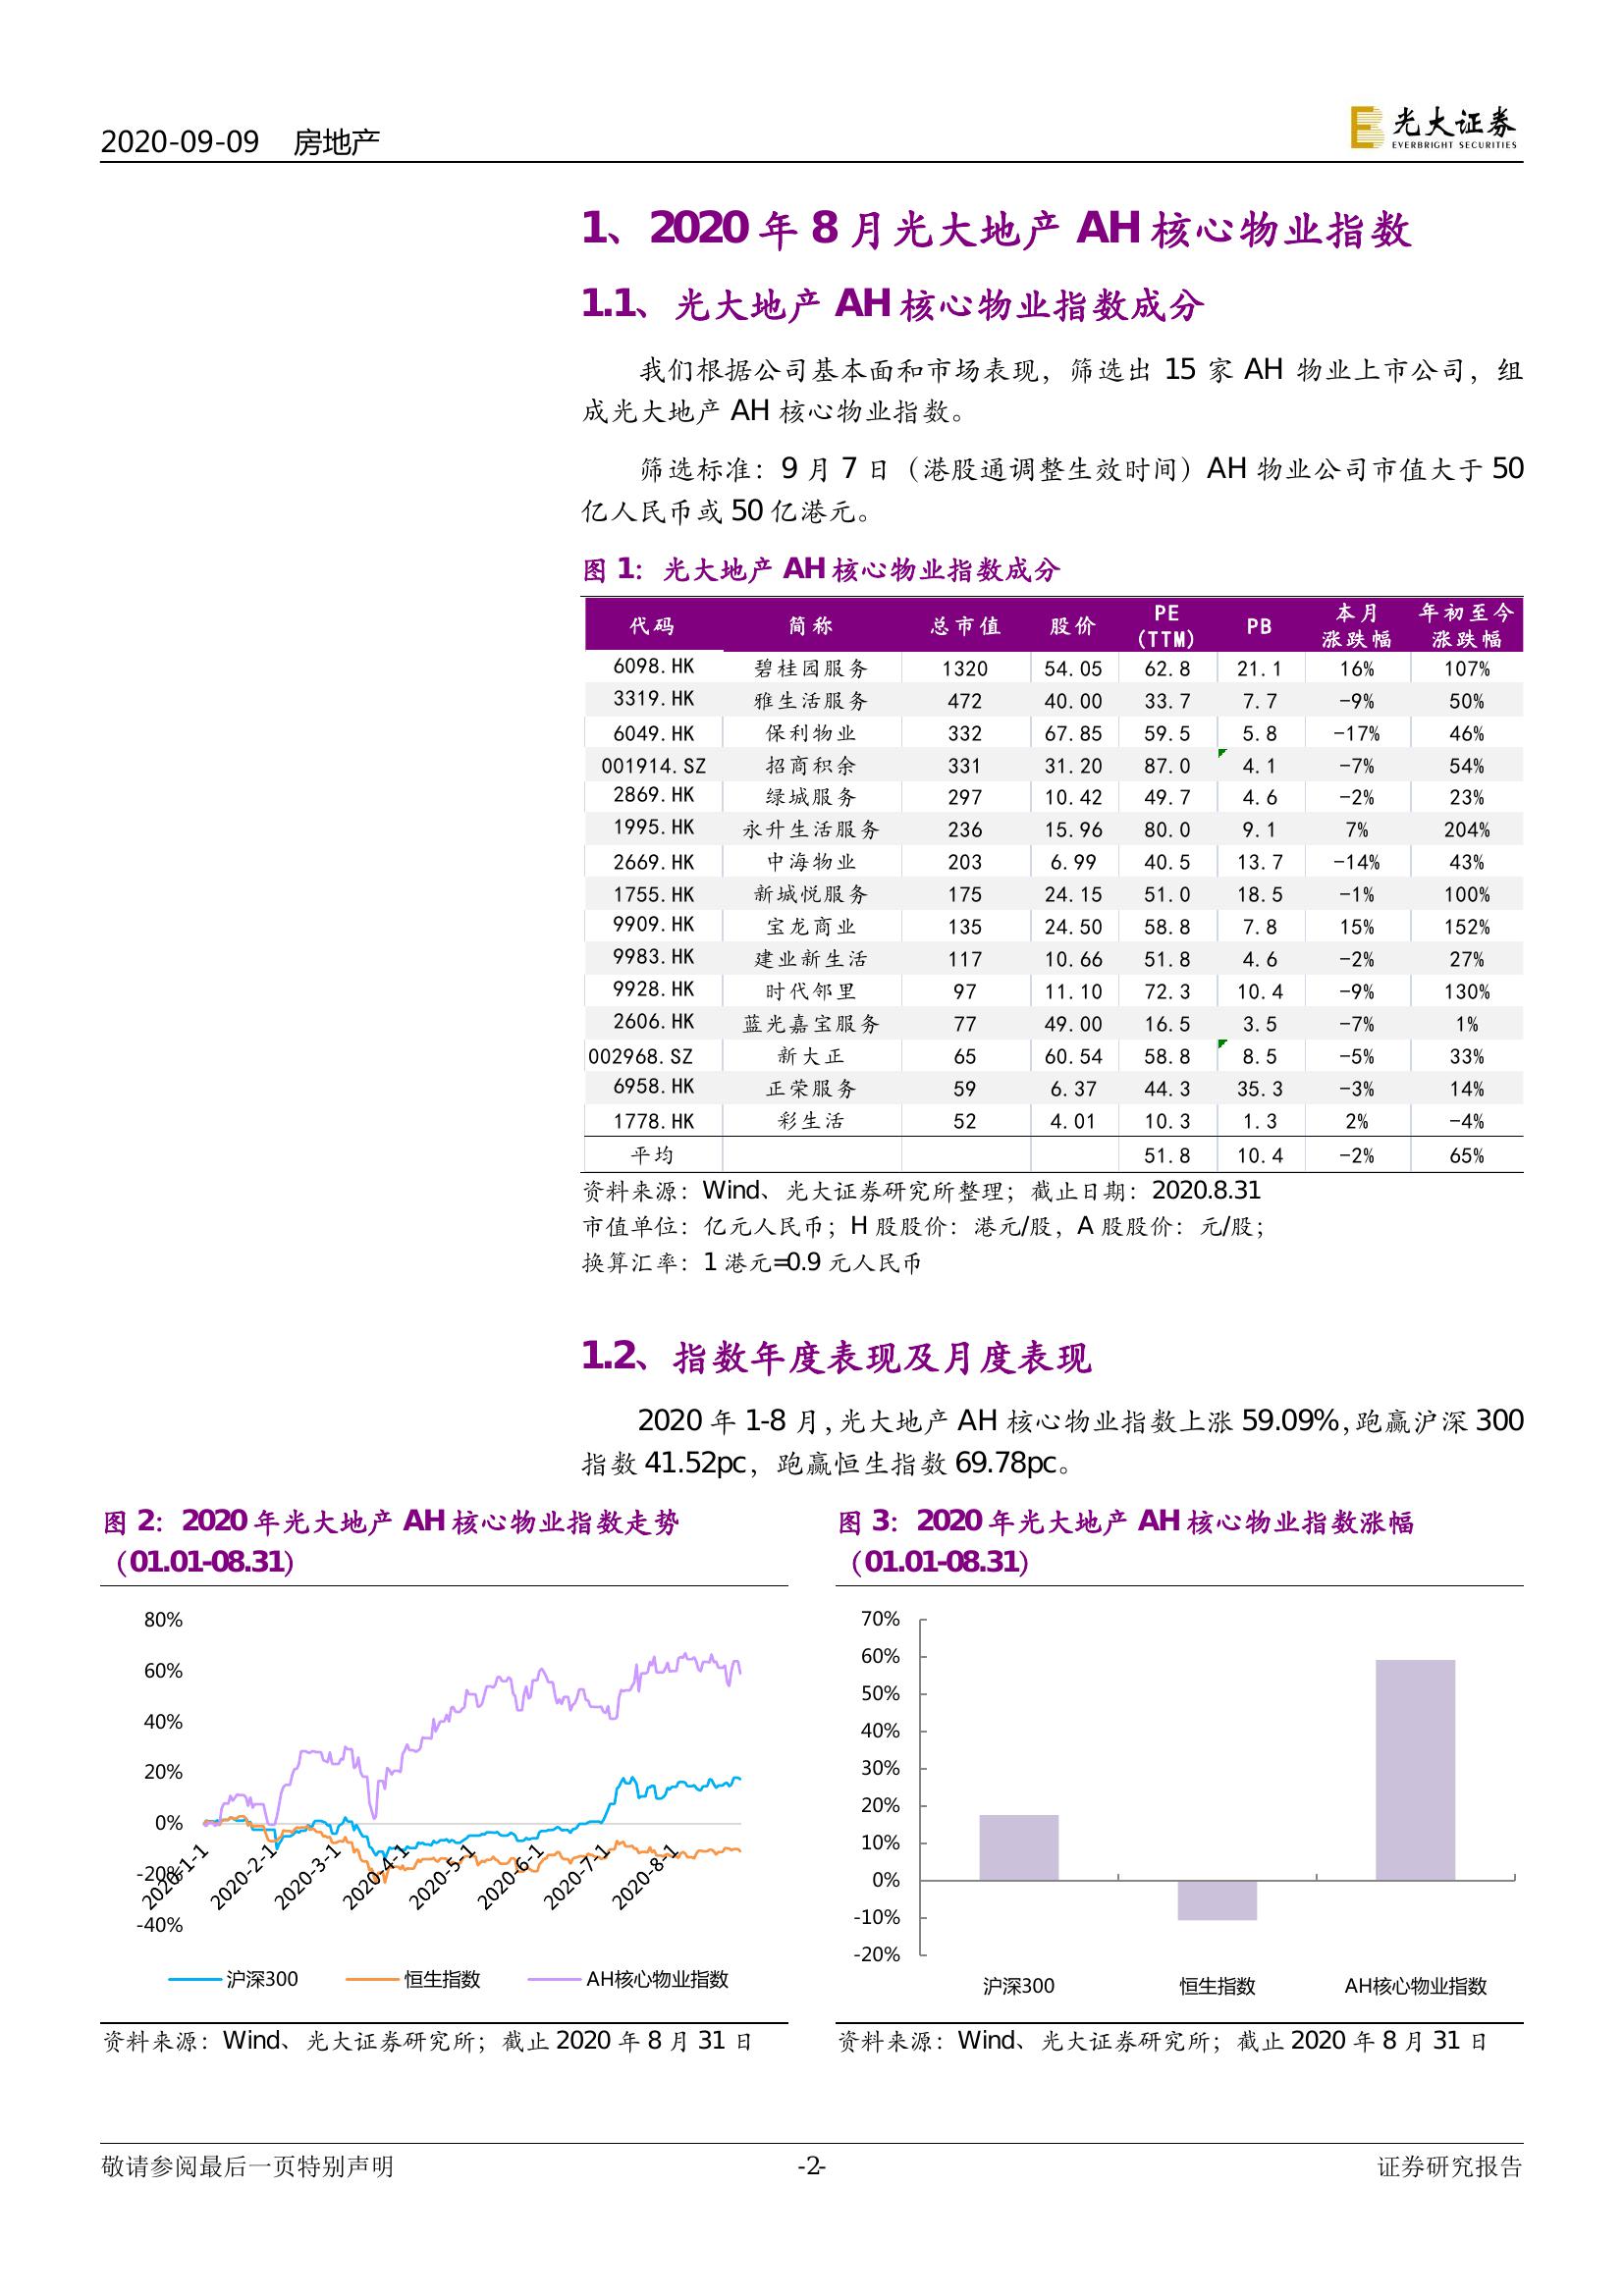 2020-09-09 房地产
光大证券
EVERBRIGHT SECURITIES
1、2020 年 8 月光大地产 AH 核心物业指数
1.1、光大地产 AH 核心物业指数成分
我们根据公司基本面和市场表现，筛选出 15 家 AH 物业上市公司，组
成光大地产 AH 核心物业指数。
筛选标准：9 月 7 日（港股通调整生效时间）AH 物业公司市值大于 50
亿人民币或 50 亿港元。
图 1：光大地产 AH 核心物业指数成分
代码 简称 总市值 股价 PE (TTM) PB 本月涨跌幅 年初至今涨跌幅
6098.HK 碧桂园服务 1320 54.05 62.8 21.1 16% 107%
3319.HK 雅生活服务 472 40.00 33.7 7.7 -9% 50%
6049.HK 保利物业 332 67.85 59.5 5.8 -17% 46%
001914.SZ 招商积余 331 31.20 87.0 4.1 -7% 54%
2869.HK 绿城服务 297 10.42 49.7 4.6 -2% 23%
1995.HK 永升生活服务 236 15.96 80.0 9.1 7% 204%
2669.HK 中海物业 203 6.99 40.5 13.7 -14% 43%
1755.HK 新城悦服务 175 24.15 51.0 18.5 -1% 100%
9909.HK 宝龙商业 135 24.50 58.8 7.8 15% 152%
9983.HK 建业新生活 117 10.66 51.8 4.6 -2% 27%
9928.HK 时代邻里 97 11.10 72.3 10.4 -9% 130%
2606.HK 蓝光嘉宝服务 77 49.00 16.5 3.5 -7% 1%
002968.SZ 新大正 65 60.54 58.8 8.5 -5% 33%
6958.HK 正荣服务 59 6.37 44.3 35.3 -3% 14%
1778.HK 彩生活 52 4.01 10.3 1.3 2% -4%
平均 51.8 10.4 -2% 65%
资料来源：Wind、光大证券研究所整理；截止日期：2020.8.31
市值单位：亿元人民币；H 股股价：港元/股，A 股股价：元/股；
换算汇率：1 港元=0.9 元人民币
1.2、指数年度表现及月度表现
2020 年 1-8 月，光大地产 AH 核心物业指数上涨 59.09%，跑赢沪深 300
指数 41.52pc，跑赢恒生指数 69.78pc。
图 2：2020 年光大地产 AH 核心物业指数走势
（01.01-08.31）
80%
60%
40%
20%
0%
-20%
-40%
2020-1-1 2020-2-1 2020-3-1 2020-4-1 2020-5-1 2020-6-1 2020-7-1 2020-8-1
沪深300 恒生指数 AH核心物业指数
资料来源：Wind、光大证券研究所；截止 2020 年 8 月 31 日
图 3：2020 年光大地产 AH 核心物业指数涨幅
（01.01-08.31）
70%
60%
50%
40%
30%
20%
10%
0%
-10%
-20%
沪深300 恒生指数 AH核心物业指数
资料来源：Wind、光大证券研究所；截止 2020 年 8 月 31 日
敬请参阅最后一页特别声明 -2- 证券研究报告